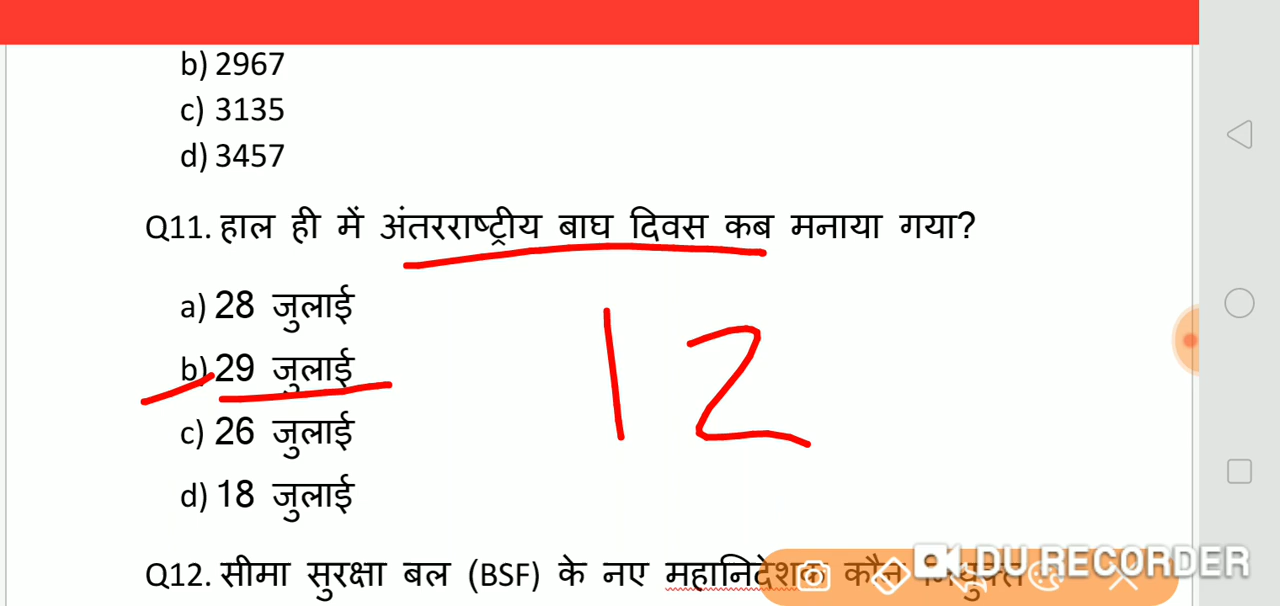 b) 2967
c) 3135
d) 3457
Q11. हाल ही में अंतरराष्ट्रीय बाघ दिवस कब मनाया गया?
a) 28 जुलाई
b) 29 जुलाई
12
c) 26 जुलाई
d) 18 जुलाई
Q12. सीमा सुरक्षा बल (BSF) के नए महानिदेशक कौन नियुक्त
DU RECORDER